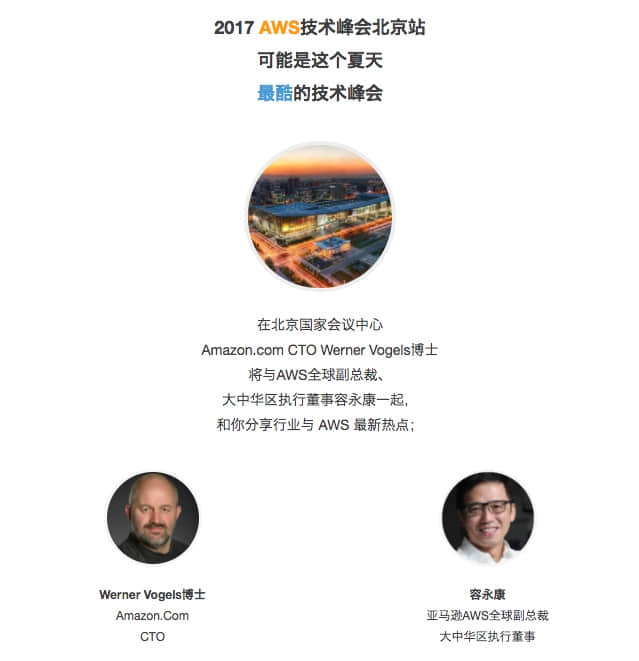 2017 AWS技术峰会北京站
可能是这个夏天
最酷的技术峰会
在北京国家会议中心
Amazon.com CTO Werner Vogels博士
将与AWS全球副总裁、
大中华区执行董事容永康一起，
和你分享行业与 AWS 最新热点；
Werner Vogels博士
Amazon.Com
CTO
容永康
亚马逊AWS全球副总裁
大中华区执行董事